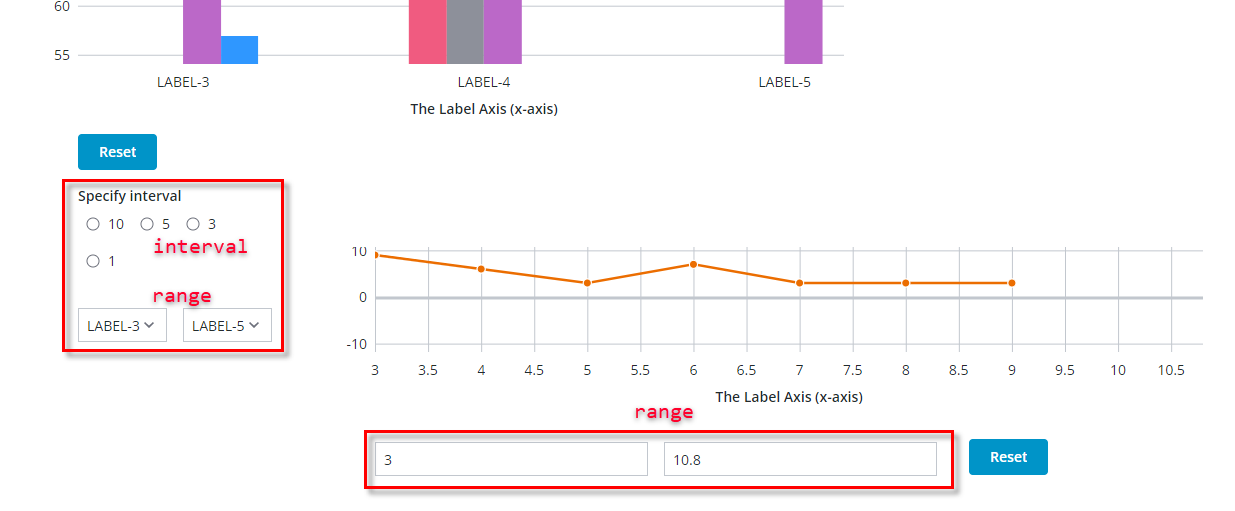 60
55
LABEL-3 LABEL-4 LABEL-5
The Label Axis (x-axis)
Reset
Specify interval
10 5 3
interval
1
range
LABEL-3 LABEL-5
10
0
-10
3 3.5 4 4.5 5 5.5 6 6.5 7 7.5 8 8.5 9 9.5 10 10.5
The Label Axis (x-axis)
range
3 10.8 Reset